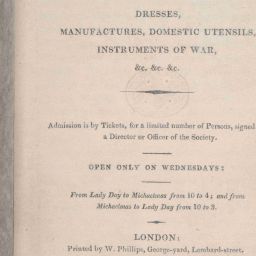 DRESSES,
MANUFACTURES, DOMESTIC UTENSILS,
INSTRUMENTS OF WAR,
&c. &c. &c.
Admission is by Tickets, for a limited number of Persons, signed
a Director or Officer of the Society.
OPEN ONLY ON WEDNESDAYS:
From Lady Day to Michaelmas from 10 to 4; and from
Michaelmas to Lady Day from 10 to 3.
LONDON:
Printed by W. Phillips, George-yard, Lombard-street.